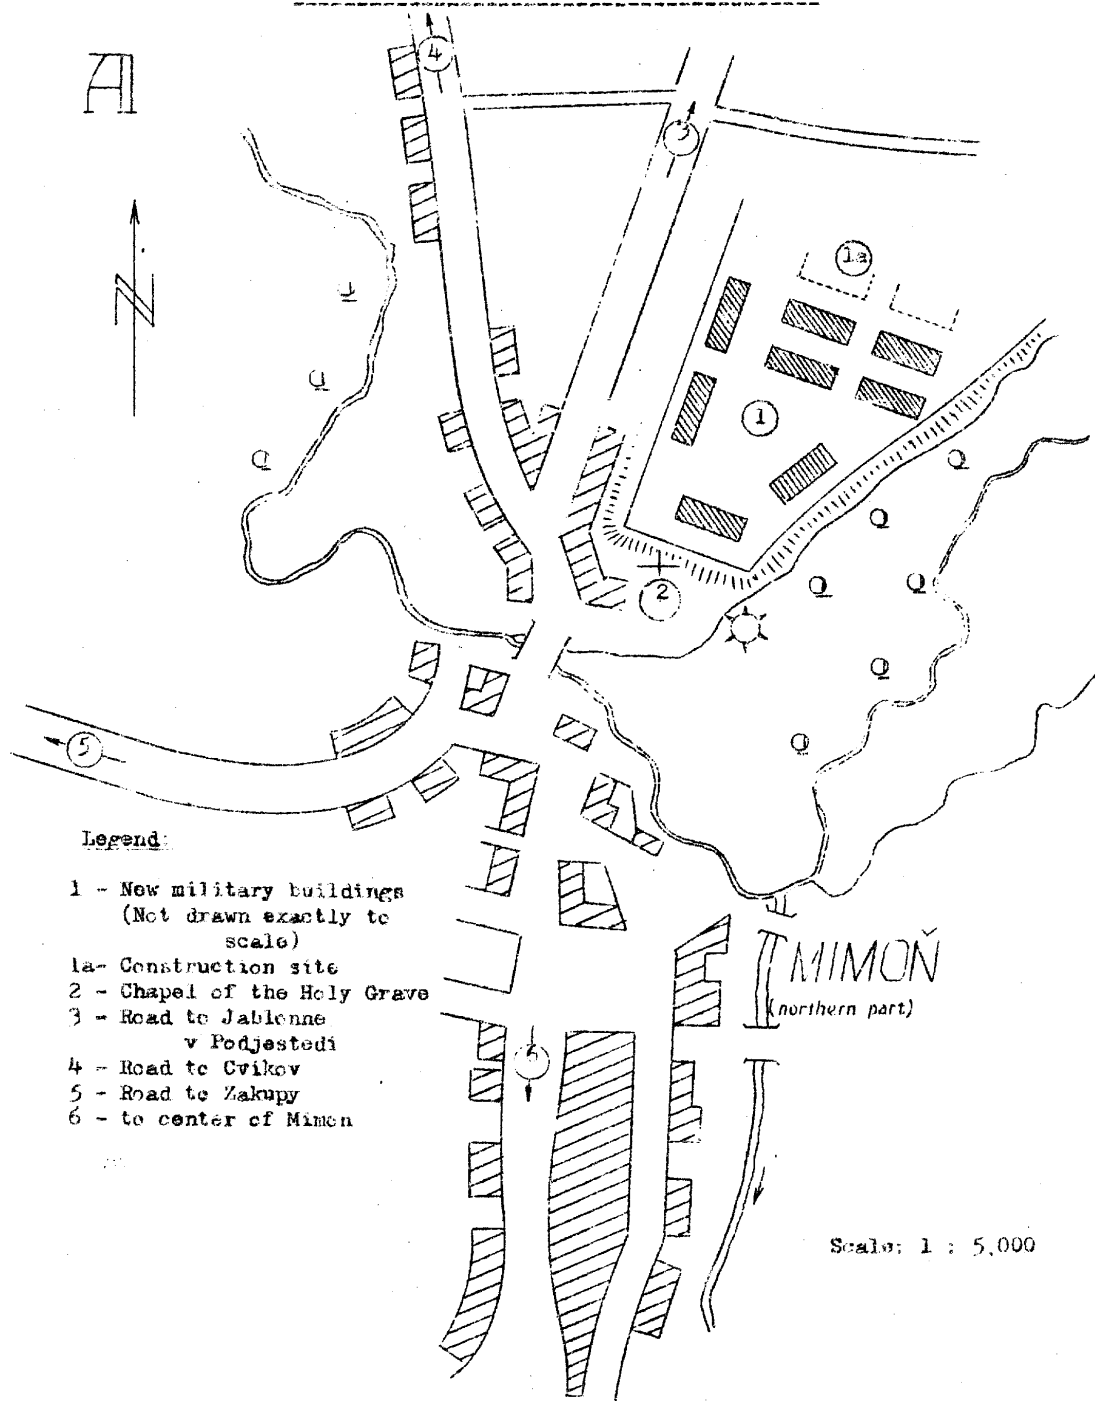 A
4
3
N
1a
1
2
5
Legend:
1 - New military buildings
(Not drawn exactly to
scale)
1a- Construction site
2 - Chapel of the Holy Grave
3 - Road to Jablonne
v Podjestedi
4 - Road to Cvikov
5 - Road to Zakupy
6 - to center of Mimon
MIMOŇ
(northern part)
6
Scale: 1 : 5,000